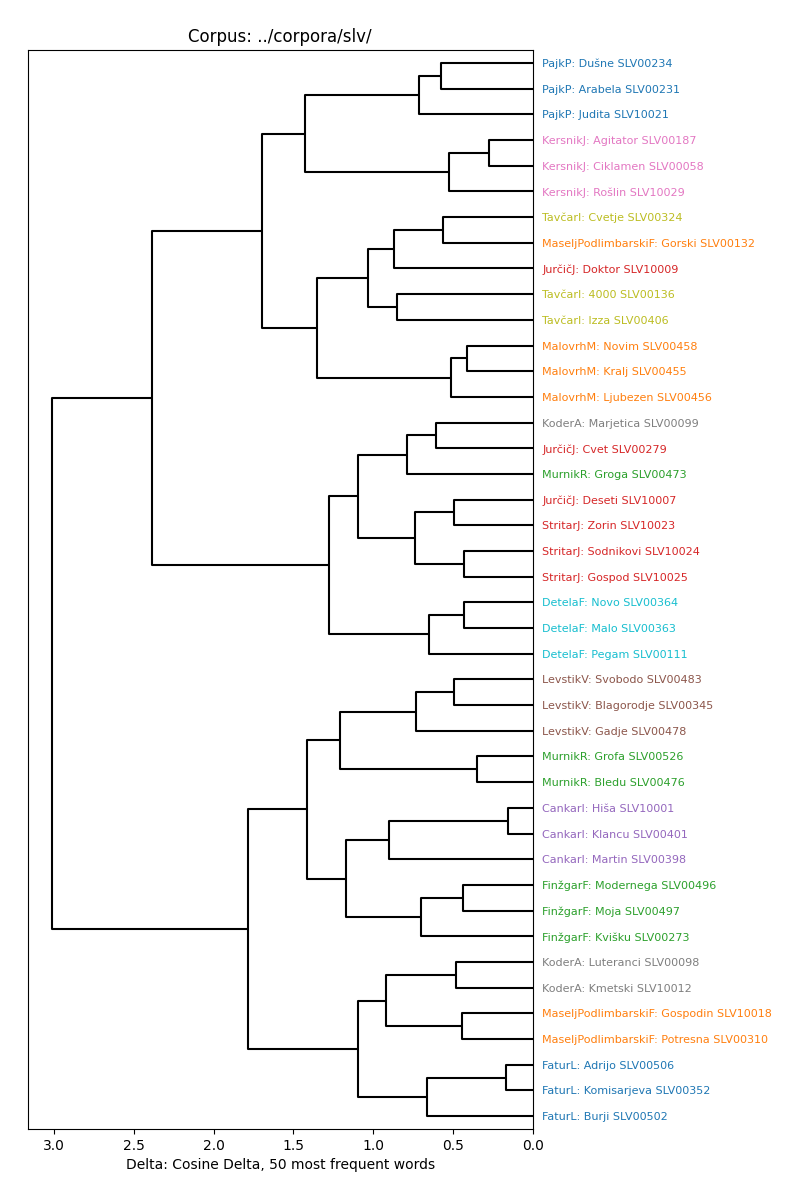 Corpus: ../corpora/slv/
PajkP: Dušne SLV00234
PajkP: Arabela SLV00231
PajkP: Judita SLV10021
KersnikJ: Agitator SLV00187
KersnikJ: Ciklamen SLV00058
KersnikJ: Rošlin SLV10029
TavčarI: Cvetje SLV00324
MaseljPodlimbarskiF: Gorski SLV00132
JurčičJ: Doktor SLV10009
TavčarI: 4000 SLV00136
TavčarI: Izza SLV00406
MalovrhM: Novim SLV00458
MalovrhM: Kralj SLV00455
MalovrhM: Ljubezen SLV00456
KoderA: Marjetica SLV00099
JurčičJ: Cvet SLV00279
MurnikR: Groga SLV00473
JurčičJ: Deseti SLV10007
StritarJ: Zorin SLV10023
StritarJ: Sodnikovi SLV10024
StritarJ: Gospod SLV10025
DetelaF: Novo SLV00364
DetelaF: Malo SLV00363
DetelaF: Pegam SLV00111
LevstikV: Svobodo SLV00483
LevstikV: Blagorodje SLV00345
LevstikV: Gadje SLV00478
MurnikR: Grofa SLV00526
MurnikR: Bledu SLV00476
CankarI: Hiša SLV10001
CankarI: Klancu SLV00401
CankarI: Martin SLV00398
FinžgarF: Modernega SLV00496
FinžgarF: Moja SLV00497
FinžgarF: Kvišku SLV00273
KoderA: Luteranci SLV00098
KoderA: Kmetski SLV10012
MaseljPodlimbarskiF: Gospodin SLV10018
MaseljPodlimbarskiF: Potresna SLV00310
FaturL: Adrijo SLV00506
FaturL: Komisarjeva SLV00352
FaturL: Burji SLV00502
3.0 2.5 2.0 1.5 1.0 0.5 0.0
Delta: Cosine Delta, 50 most frequent words